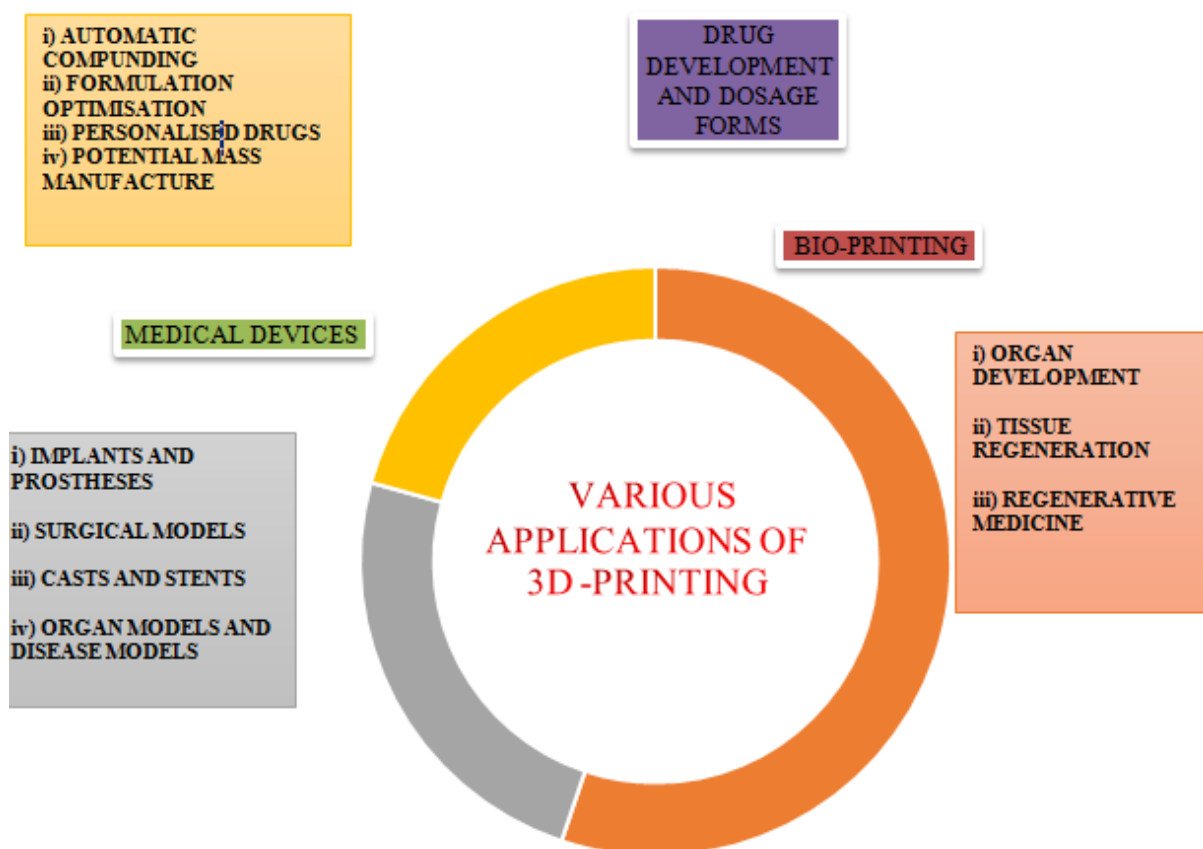 i) AUTOMATIC
COMPUNDING
ii) FORMULATION
OPTIMISATION
iii) PERSONALISED DRUGS
iv) POTENTIAL MASS
MANUFACTURE
DRUG
DEVELOPMENT
AND DOSAGE
FORMS
BIO-PRINTING
MEDICAL DEVICES
i) ORGAN
DEVELOPMENT
ii) TISSUE
REGENERATION
iii) REGENERATIVE
MEDICINE
i) IMPLANTS AND
PROSTHESES
ii) SURGICAL MODELS
iii) CASTS AND STENTS
iv) ORGAN MODELS AND
DISEASE MODELS
VARIOUS
APPLICATIONS OF
3D -PRINTING